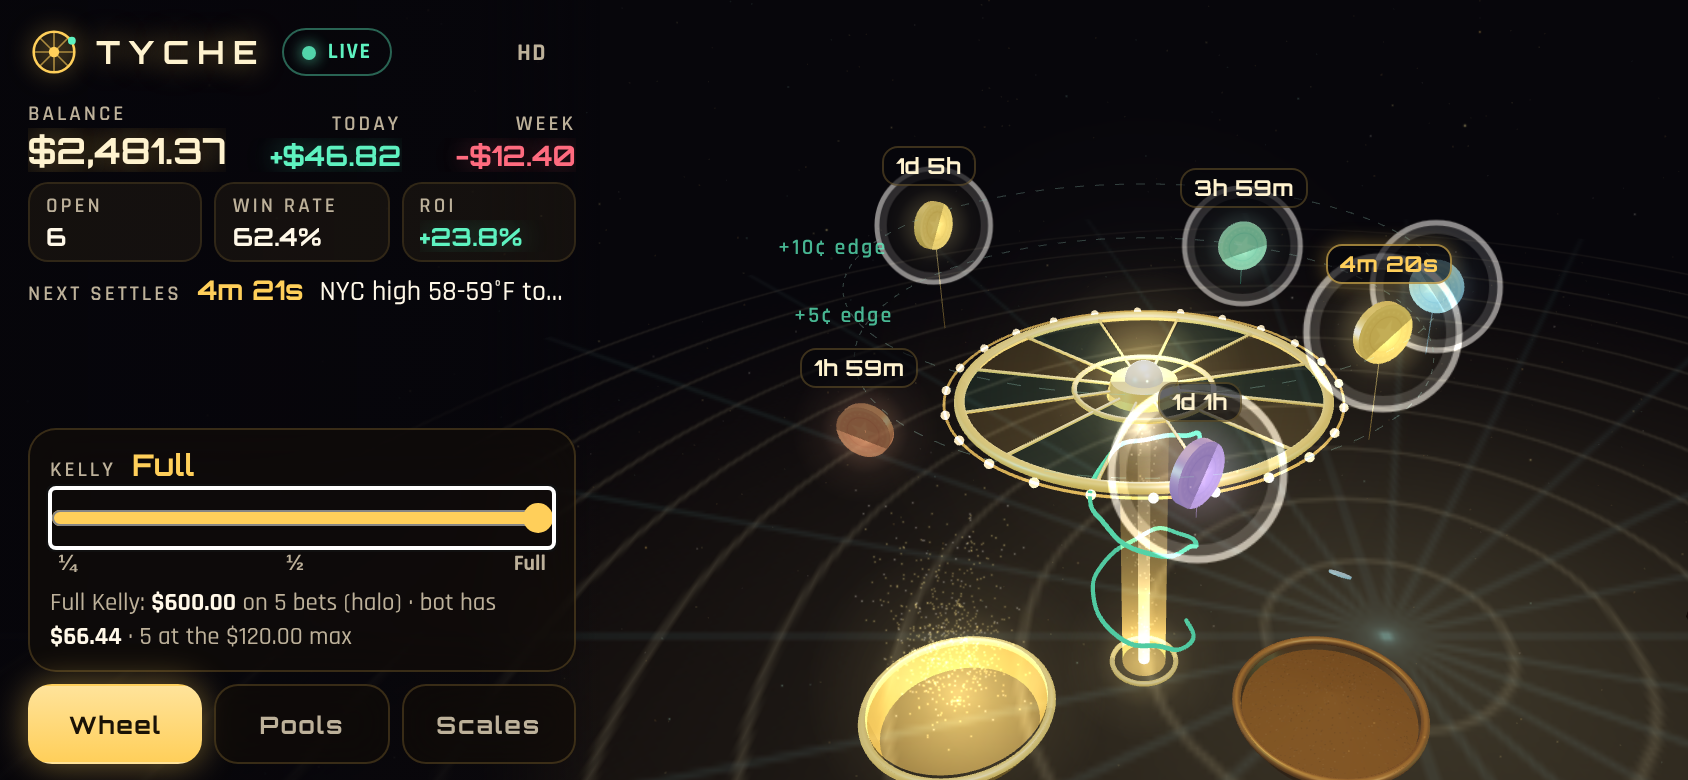 TYCHE
LIVE
HD
BALANCE
$2,481.37
TODAY
+$46.82
WEEK
-$12.40
OPEN
6
WIN RATE
62.4%
ROI
+23.8%
NEXT SETTLES 4m 21s NYC high 58-59°F to...
KELLY Full
¼ ½ Full
Full Kelly: $600.00 on 5 bets (halo) · bot has
$66.44 · 5 at the $120.00 max
Wheel
Pools
Scales
1d 5h
3h 59m
+10¢ edge
4m 20s
+5¢ edge
1h 59m
1d 1h